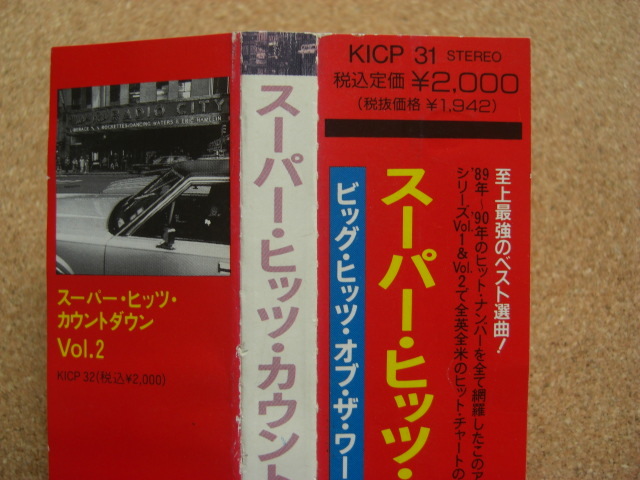 KICP 31 STEREO
税込定価 ¥2,000
(税抜価格 ¥1,942)
至上最強のベスト選曲!
'89年〜'90年のヒット・ナンバーを全て網羅したこのア
シリーズVol.1&Vol.2で全英全米のヒット・チャートの
スーパー・ヒッツ・
ビッグ・ヒッツ・オブ・ザ・ワー
スーパー・ヒッツ・カウント
スーパー・ヒッツ・
カウントダウン
Vol.2
KICP 32(税込¥2,000)